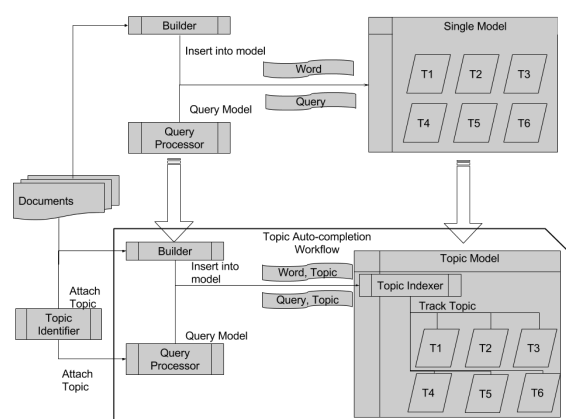 Builder
Single Model
Insert into model
Word
T1 T2 T3
Query Model
Query
Query
Processor
T4 T5 T6
Documents
Topic Auto-completion
Workflow
Builder
Topic Model
Insert into
model
Word, Topic
Topic Indexer
Attach
Topic
Query, Topic
Track Topic
Topic
Identifier
Query Model
T1 T2 T3
Query
Processor
Attach
Topic
T4 T5 T6